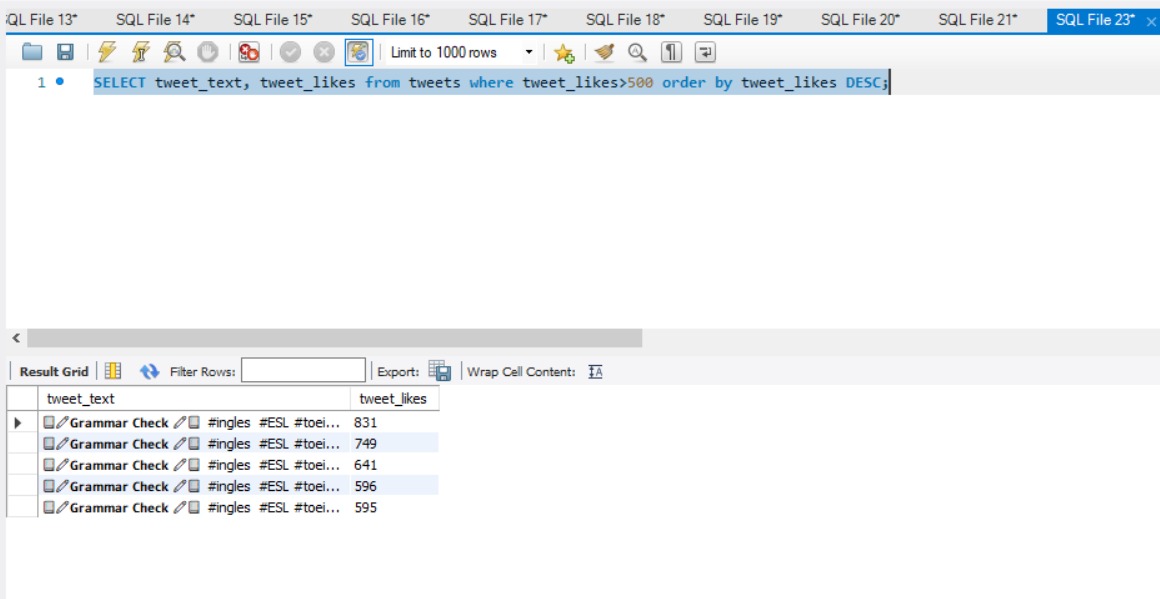 SQL File 13* SQL File 14* SQL File 15* SQL File 16* SQL File 17* SQL File 18* SQL File 19* SQL File 20* SQL File 21* SQL File 23*
Limit to 1000 rows
1 SELECT tweet_text, tweet_likes from tweets where tweet_likes>500 order by tweet_likes DESC;
Result Grid Filter Rows: Export: Wrap Cell Content:
tweet_text tweet_likes
Grammar Check #ingles #ESL #toei... 831
Grammar Check #ingles #ESL #toei... 749
Grammar Check #ingles #ESL #toei... 641
Grammar Check #ingles #ESL #toei... 596
Grammar Check #ingles #ESL #toei... 595